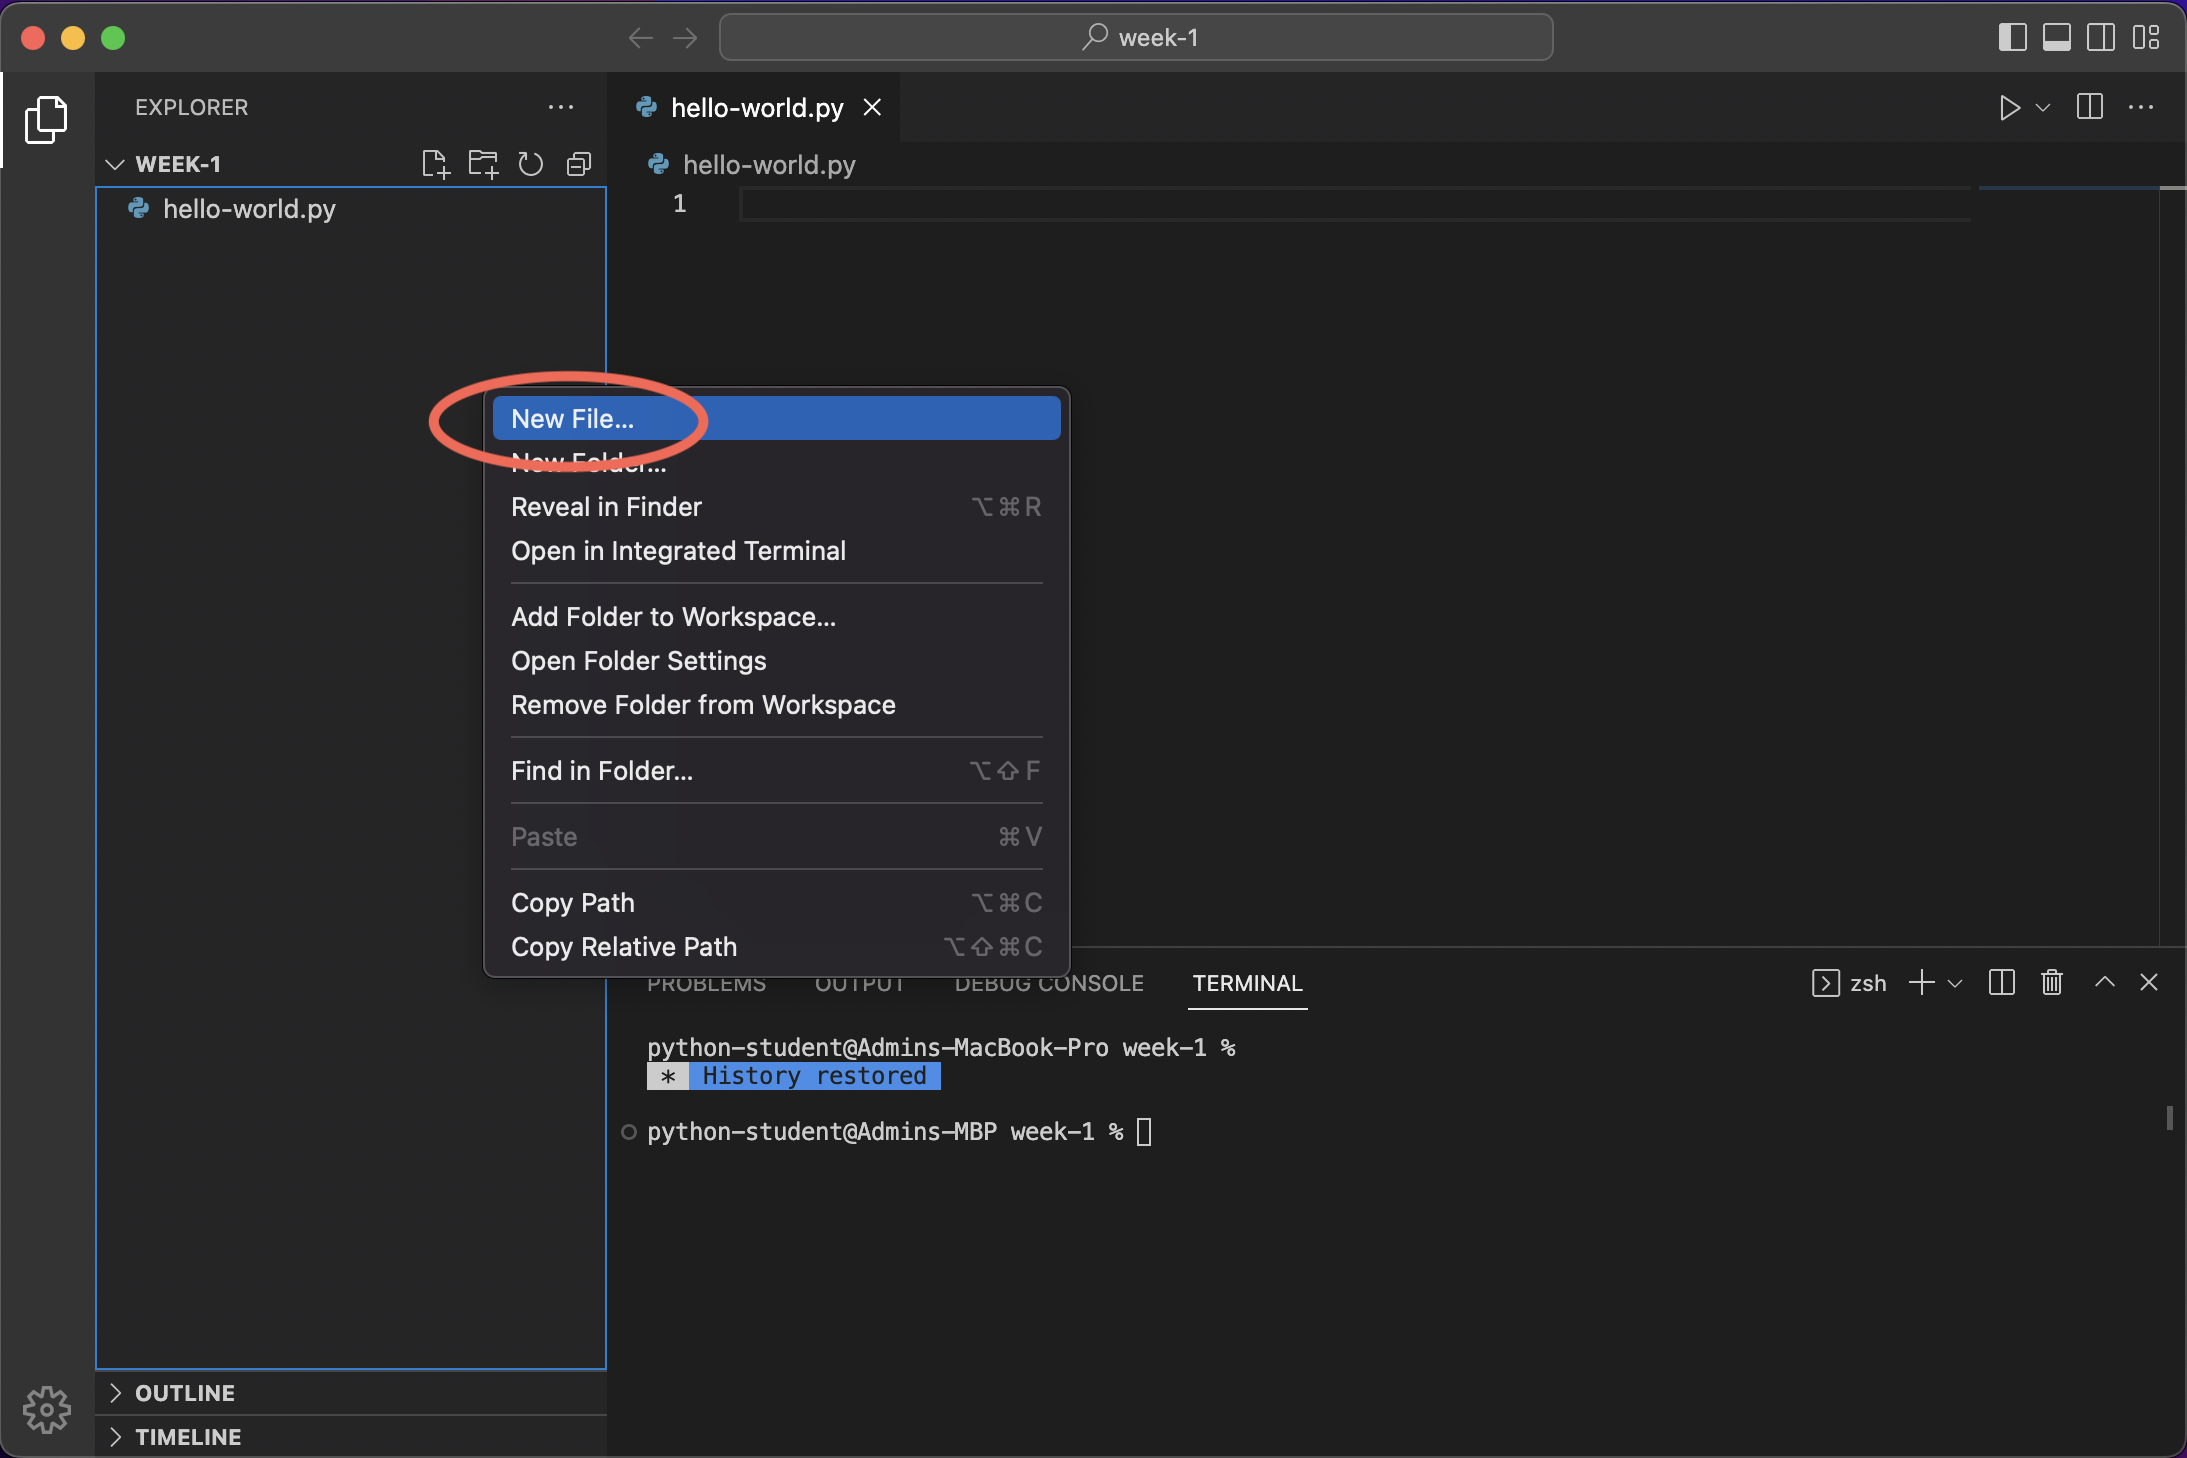 week-1
EXPLORER
hello-world.py
WEEK-1
hello-world.py
hello-world.py
1
New File...
New Folder...
Reveal in Finder ⌥⌘R
Open in Integrated Terminal
Add Folder to Workspace...
Open Folder Settings
Remove Folder from Workspace
Find in Folder... ⌥⇧F
Paste ⌘V
Copy Path ⌥⌘C
Copy Relative Path ⌥⇧⌘C
PROBLEMS OUTPUT DEBUG CONSOLE TERMINAL zsh
python-student@Admins-MacBook-Pro week-1 %
* History restored
python-student@Admins-MBP week-1 %
OUTLINE
TIMELINE